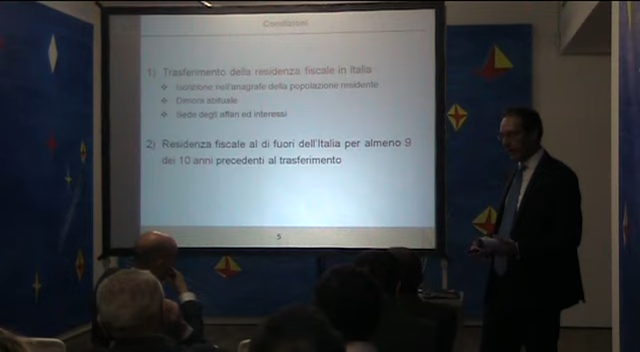 Condizioni
1) Trasferimento della residenza fiscale in Italia
❖ Iscrizione nell'anagrafe della popolazione residente
❖ Dimora abituale
❖ Sede degli affari ed interessi
2) Residenza fiscale al di fuori dell'Italia per almeno 9
dei 10 anni precedenti al trasferimento
5